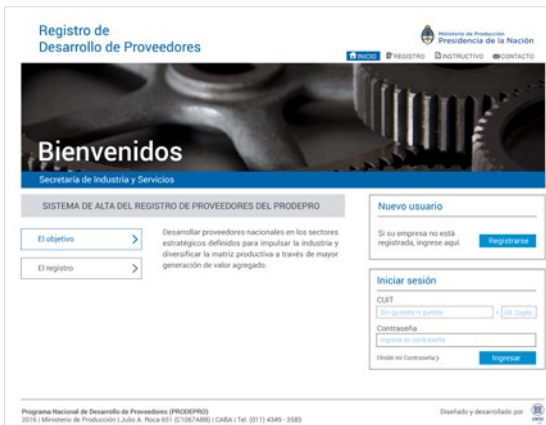 Registro de
Desarrollo de Proveedores
Ministerio de Producción
Presidencia de la Nación
INICIO REGISTRO INSTRUCTIVO CONTACTO
Bienvenidos
Secretaría de Industria y Servicios
SISTEMA DE ALTA DEL REGISTRO DE PROVEEDORES DEL PRODEPRO
El objetivo
El registro
Desarrollar proveedores nacionales en los sectores
estratégicos definidos para impulsar la industria y
diversificar la matriz productiva a través de mayor
generación de valor agregado.
Nuevo usuario
Si su empresa no está
registrada, ingrese aquí.
Registrarse
Iniciar sesión
CUIT
Sin guiones ni puntos - Ult. Digito
Contraseña
Ingrese su contraseña
Olvidé mi Contraseña
Ingresar
Programa Nacional de Desarrollo de Proveedores (PRODEPRO)
2016 | Ministerio de Producción | Julio A. Roca 651 (C1067ABB) | CABA | Tel. (011) 4349 - 3583
Diseñado y desarrollado por